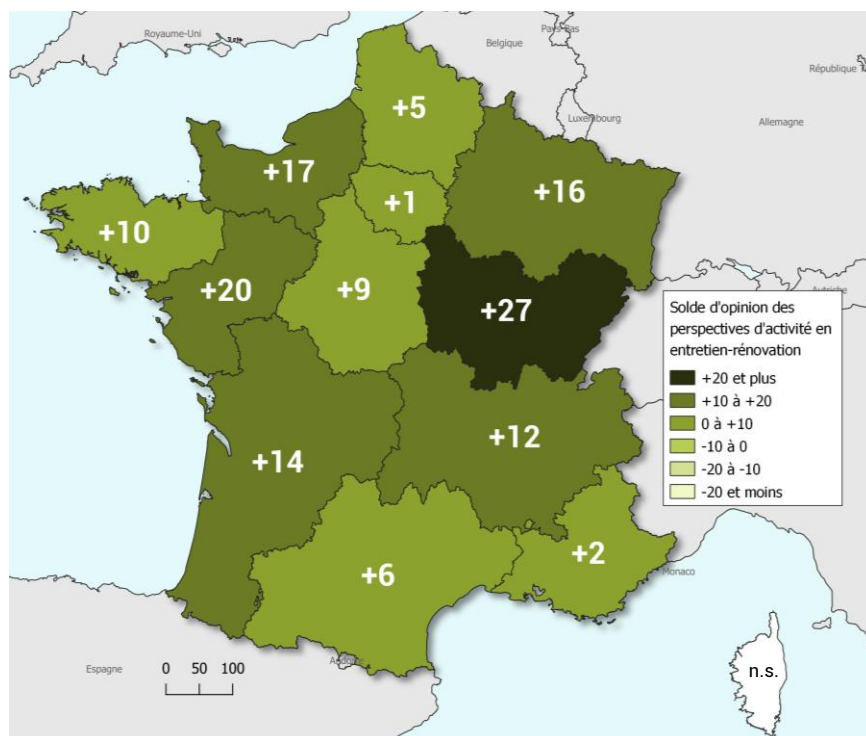 Royaume-Uni
Pays-Bas
Belgique
République T
Luxembourg
Allemagne
+5
+17
+16
+1
+10
+20
+9
+27
Autriche
Solde d'opinion des
perspectives d'activité en
entretien-rénovation
+20 et plus
+10 à +20
0 à +10
-10 à 0
-20 à -10
-20 et moins
+12
+14
+2
+6
Monaco
Andorre
Espagne
0 50 100
n.s.